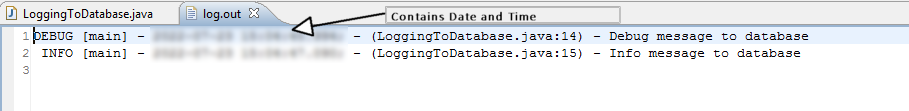 LoggingToDatabase.java log.out Contains Date and Time
1 DEBUG [main] - - (LoggingToDatabase.java:14) - Debug message to database
2 INFO [main] - - (LoggingToDatabase.java:15) - Info message to database
3